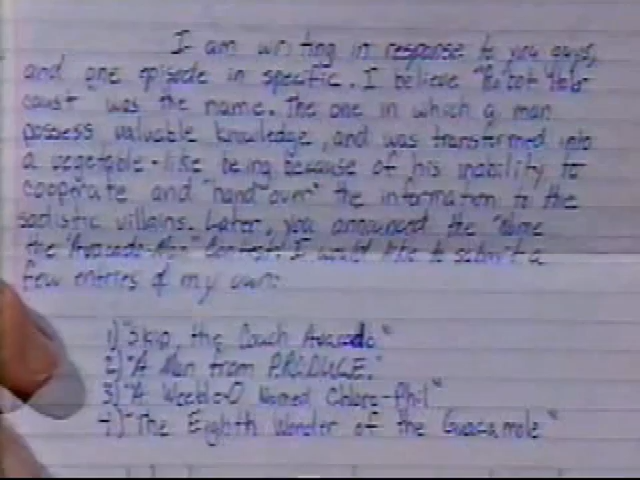 I am writing in response to you guys,
and one episode in specific. I believe "Robot Holo-
caust" was the name. The one in which a man
possess valuable knowledge, and was transformed into
a vegetable-like being because of his inability to
cooperate and "hand over" the information to the
sadistic villains. Later, you announced the "Name
the "Avocado-Man" Contest! I would like to submit a
few entries of my own:
1) "Skip, the Couch Avacado"
2) "A Man from P.R.O.D.U.C.E."
3) "A Weeble-O Named Chloro-Phil"
4) "The Eighth Wonder of the Guacamole"